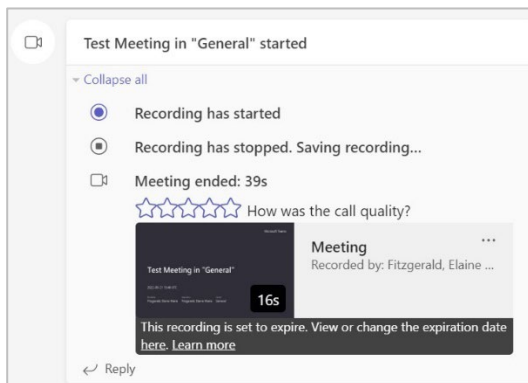 Test Meeting in "General" started
Collapse all
Recording has started
Recording has stopped. Saving recording...
Meeting ended: 39s
How was the call quality?
Test Meeting in "General"
16s
Meeting
Recorded by: Fitzgerald, Elaine ...
This recording is set to expire. View or change the expiration date
here. Learn more
Reply